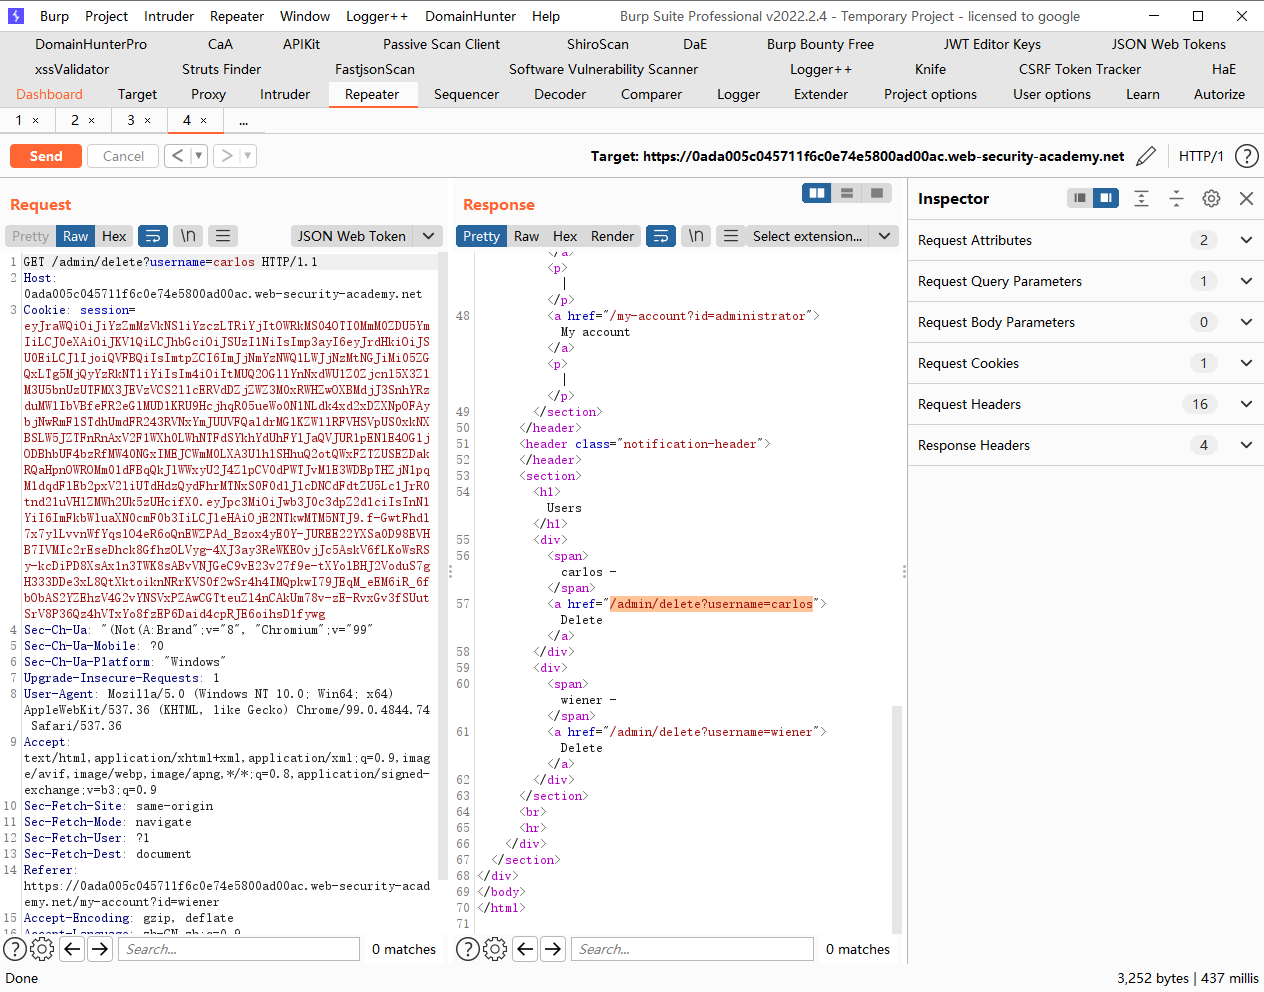 Burp Project Intruder Repeater Window Logger++ DomainHunter Help Burp Suite Professional v2022.2.4 - Temporary Project - licensed to google
DomainHunterPro CaA APIKit Passive Scan Client ShiroScan DaE Burp Bounty Free JWT Editor Keys JSON Web Tokens
xssValidator Struts Finder FastjsonScan Software Vulnerability Scanner Logger++ Knife CSRF Token Tracker HaE
Dashboard Target Proxy Intruder Repeater Sequencer Decoder Comparer Logger Extender Project options User options Learn Autorize
1 × 2 × 3 × 4 × ...
Send Cancel < > Target: https://0ada005c045711f6c0e74e5800ad00ac.web-security-academy.net HTTP/1 ?
Request
Pretty Raw Hex \n JSON Web Token
1 GET /admin/delete?username=carlos HTTP/1.1
2 Host:
0ada005c045711f6c0e74e5800ad00ac.web-security-academy.net
3 Cookie: session=
4 Sec-Ch-Ua: "(Not(A:Brand";v="8", "Chromium";v="99"
5 Sec-Ch-Ua-Mobile: ?0
6 Sec-Ch-Ua-Platform: "Windows"
7 Upgrade-Insecure-Requests: 1
8 User-Agent: Mozilla/5.0 (Windows NT 10.0; Win64; x64)
AppleWebKit/537.36 (KHTML, like Gecko) Chrome/99.0.4844.74
Safari/537.36
9 Accept:
text/html,application/xhtml+xml,application/xml;q=0.9,imag
e/avif,image/webp,image/apng,*/*;q=0.8,application/signed-
exchange;v=b3;q=0.9
10 Sec-Fetch-Site: same-origin
11 Sec-Fetch-Mode: navigate
12 Sec-Fetch-User: ?1
13 Sec-Fetch-Dest: document
14 Referer:
https://0ada005c045711f6c0e74e5800ad00ac.web-security-acad
emy.net/my-account?id=wiener
15 Accept-Encoding: gzip, deflate
16 Accept-Language: zh-CN,zh;q=0.9
? Search... 0 matches
Response
Pretty Raw Hex Render \n Select extension...
</a>
<p>
|
</p>
48 <a href="/my-account?id=administrator">
My account
</a>
<p>
|
</p>
49 </section>
50 </header>
51 <header class="notification-header">
52 </header>
53 <section>
54 <h1>
Users
</h1>
55 <div>
56 <span>
carlos -
</span>
57 <a href="/admin/delete?username=carlos">
Delete
</a>
58 </div>
59 <div>
60 <span>
wiener -
</span>
61 <a href="/admin/delete?username=wiener">
Delete
</a>
62 </div>
63 </section>
64 <br>
65 <hr>
66 </div>
67 </section>
68 </div>
69 </body>
70 </html>
71
? Search... 0 matches
Inspector
Request Attributes 2
Request Query Parameters 1
Request Body Parameters 0
Request Cookies 1
Request Headers 16
Response Headers 4
Done 3,252 bytes | 437 millis